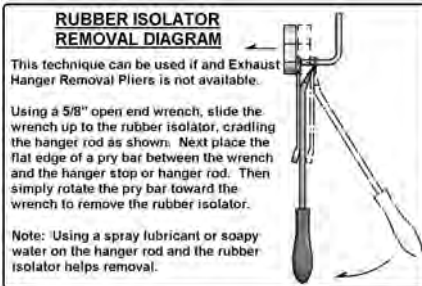 RUBBER ISOLATOR
REMOVAL DIAGRAM
This technique can be used if and Exhaust
Hanger Removal Pliers is not available.
Using a 5/8" open end wrench, slide the
wrench up to the rubber isolator, cradling
the hanger rod as shown. Next place the
flat edge of a pry bar between the wrench
and the hanger stop or hanger rod. Then
simply rotate the pry bar toward the
wrench to remove the rubber isolator.
Note: Using a spray lubricant or soapy
water on the hanger rod and the rubber
isolator helps removal.